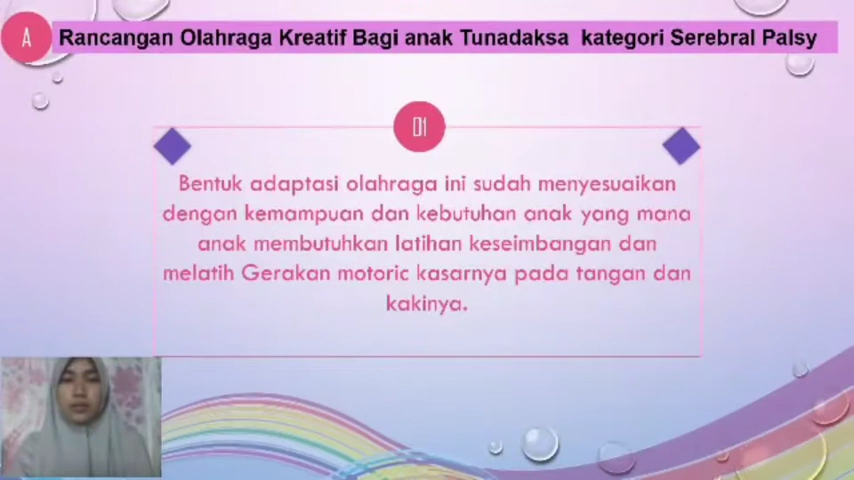 A
Rancangan Olahraga Kreatif Bagi anak Tunadaksa kategori Serebral Palsy
01
Bentuk adaptasi olahraga ini sudah menyesuaikan
dengan kemampuan dan kebutuhan anak yang mana
anak membutuhkan latihan keseimbangan dan
melatih Gerakan motoric kasarnya pada tangan dan
kakinya.